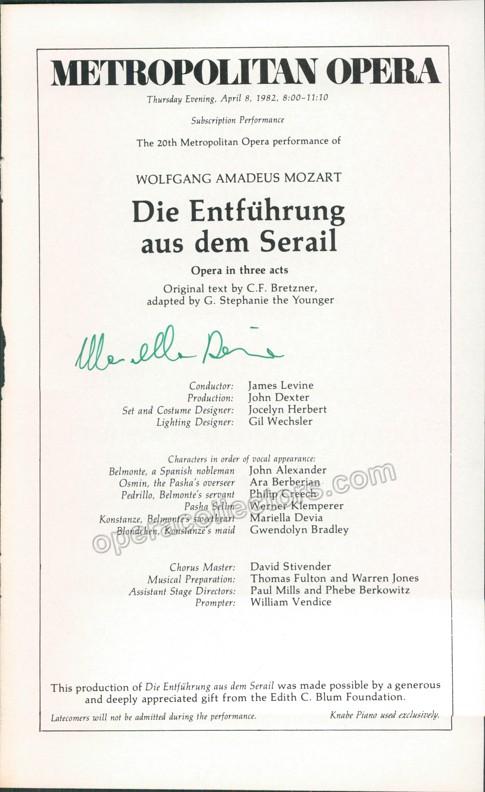 METROPOLITAN OPERA
Thursday Evening, April 8, 1982, 8:00–11:10
Subscription Performance
The 20th Metropolitan Opera performance of
WOLFGANG AMADEUS MOZART
Die Entführung
aus dem Serail
Opera in three acts
Original text by C.F. Bretzner,
adapted by G. Stephanie the Younger
Mariella Devia
Conductor: James Levine
Production: John Dexter
Set and Costume Designer: Jocelyn Herbert
Lighting Designer: Gil Wechsler
Characters in order of vocal appearance:
Belmonte, a Spanish nobleman John Alexander
Osmin, the Pasha's overseer Ara Berberian
Pedrillo, Belmonte's servant Philip Creech
Pasha Selim Werner Klemperer
Konstanze, Belmonte's sweetheart Mariella Devia
Blondchen, Konstanze's maid Gwendolyn Bradley
operacollectors.com
Chorus Master: David Stivender
Musical Preparation: Thomas Fulton and Warren Jones
Assistant Stage Directors: Paul Mills and Phebe Berkowitz
Prompter: William Vendice
This production of Die Entführung aus dem Serail was made possible by a generous
and deeply appreciated gift from the Edith C. Blum Foundation.
Latecomers will not be admitted during the performance. Knabe Piano used exclusively.